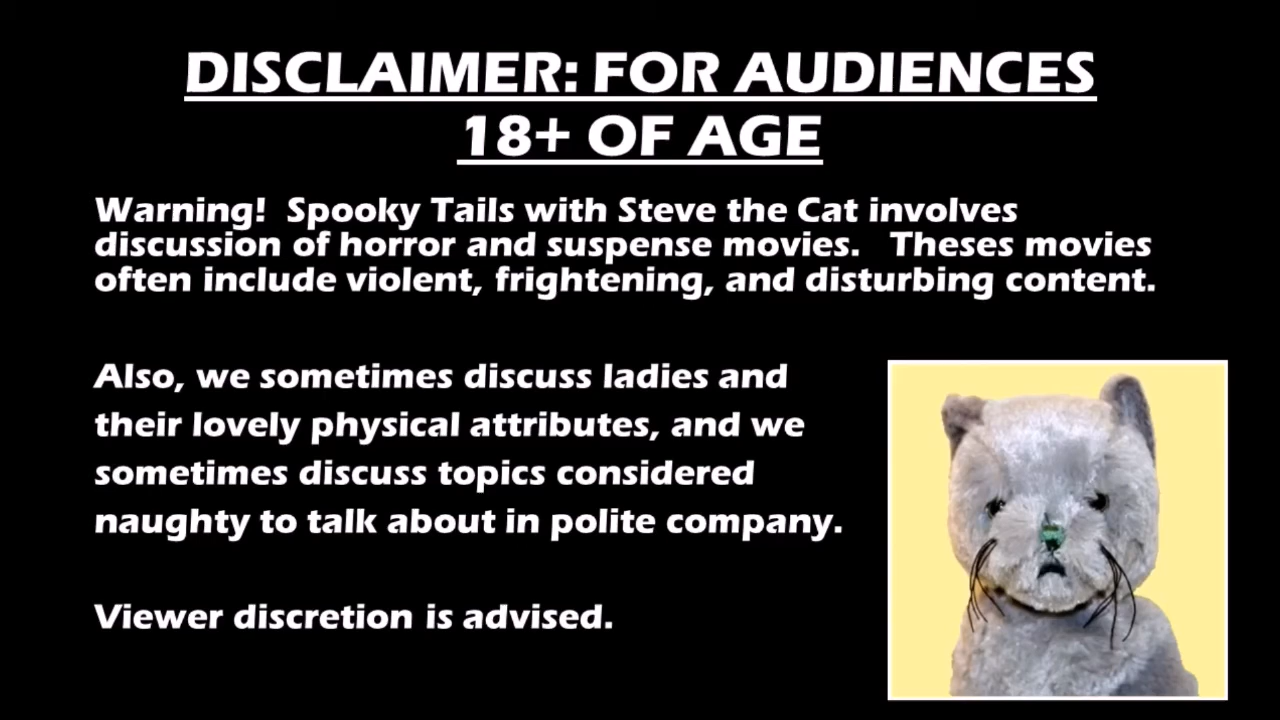 DISCLAIMER: FOR AUDIENCES
18+ OF AGE
Warning!  Spooky Tails with Steve the Cat involves
discussion of horror and suspense movies.   Theses movies
often include violent, frightening, and disturbing content.
Also, we sometimes discuss ladies and
their lovely physical attributes, and we
sometimes discuss topics considered
naughty to talk about in polite company.
Viewer discretion is advised.